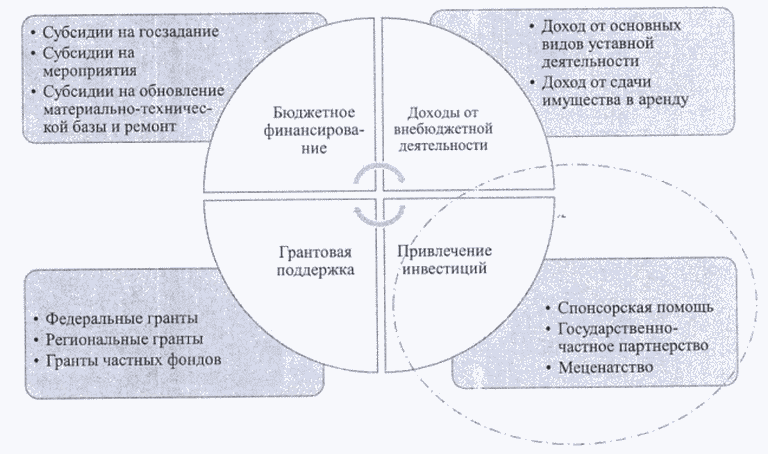 • Субсидии на госзадание
• Субсидии на
мероприятия
• Субсидии на обновление
материально-техничес-
кой базы и ремонт
Бюджетное
финансирова-
ние
Доходы от
внебюджетной
деятельности
• Доход от основных
видов уставной
деятельности
• Доход от сдачи
имущества в аренду
• Федеральные гранты
• Региональные гранты
• Гранты частных фондов
Грантовая
поддержка
Привлечение
инвестиций
• Спонсорская помощь
• Государственно-
частное партнерство
• Меценатство